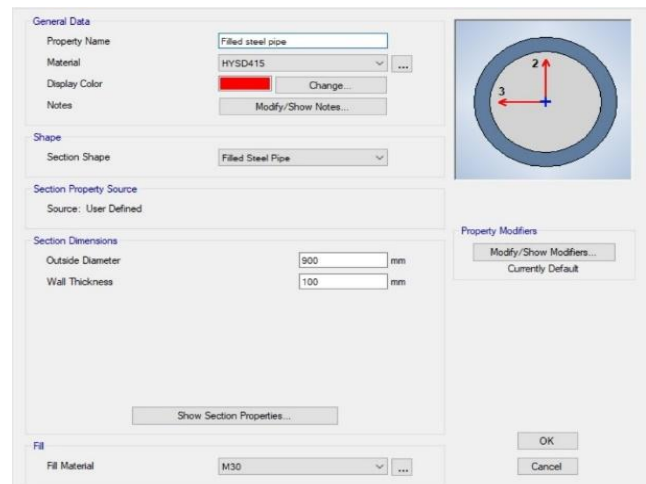 General Data
Property Name Filled steel pipe
Material HYSD415 ...
Display Color Change...
Notes Modify/Show Notes...
2
3
Shape
Section Shape Filled Steel Pipe
Section Property Source
Source: User Defined
Property Modifiers
Modify/Show Modifiers...
Currently Default
Section Dimensions
Outside Diameter 900 mm
Wall Thickness 100 mm
Show Section Properties...
Fill
Fill Material M30 ...
OK
Cancel